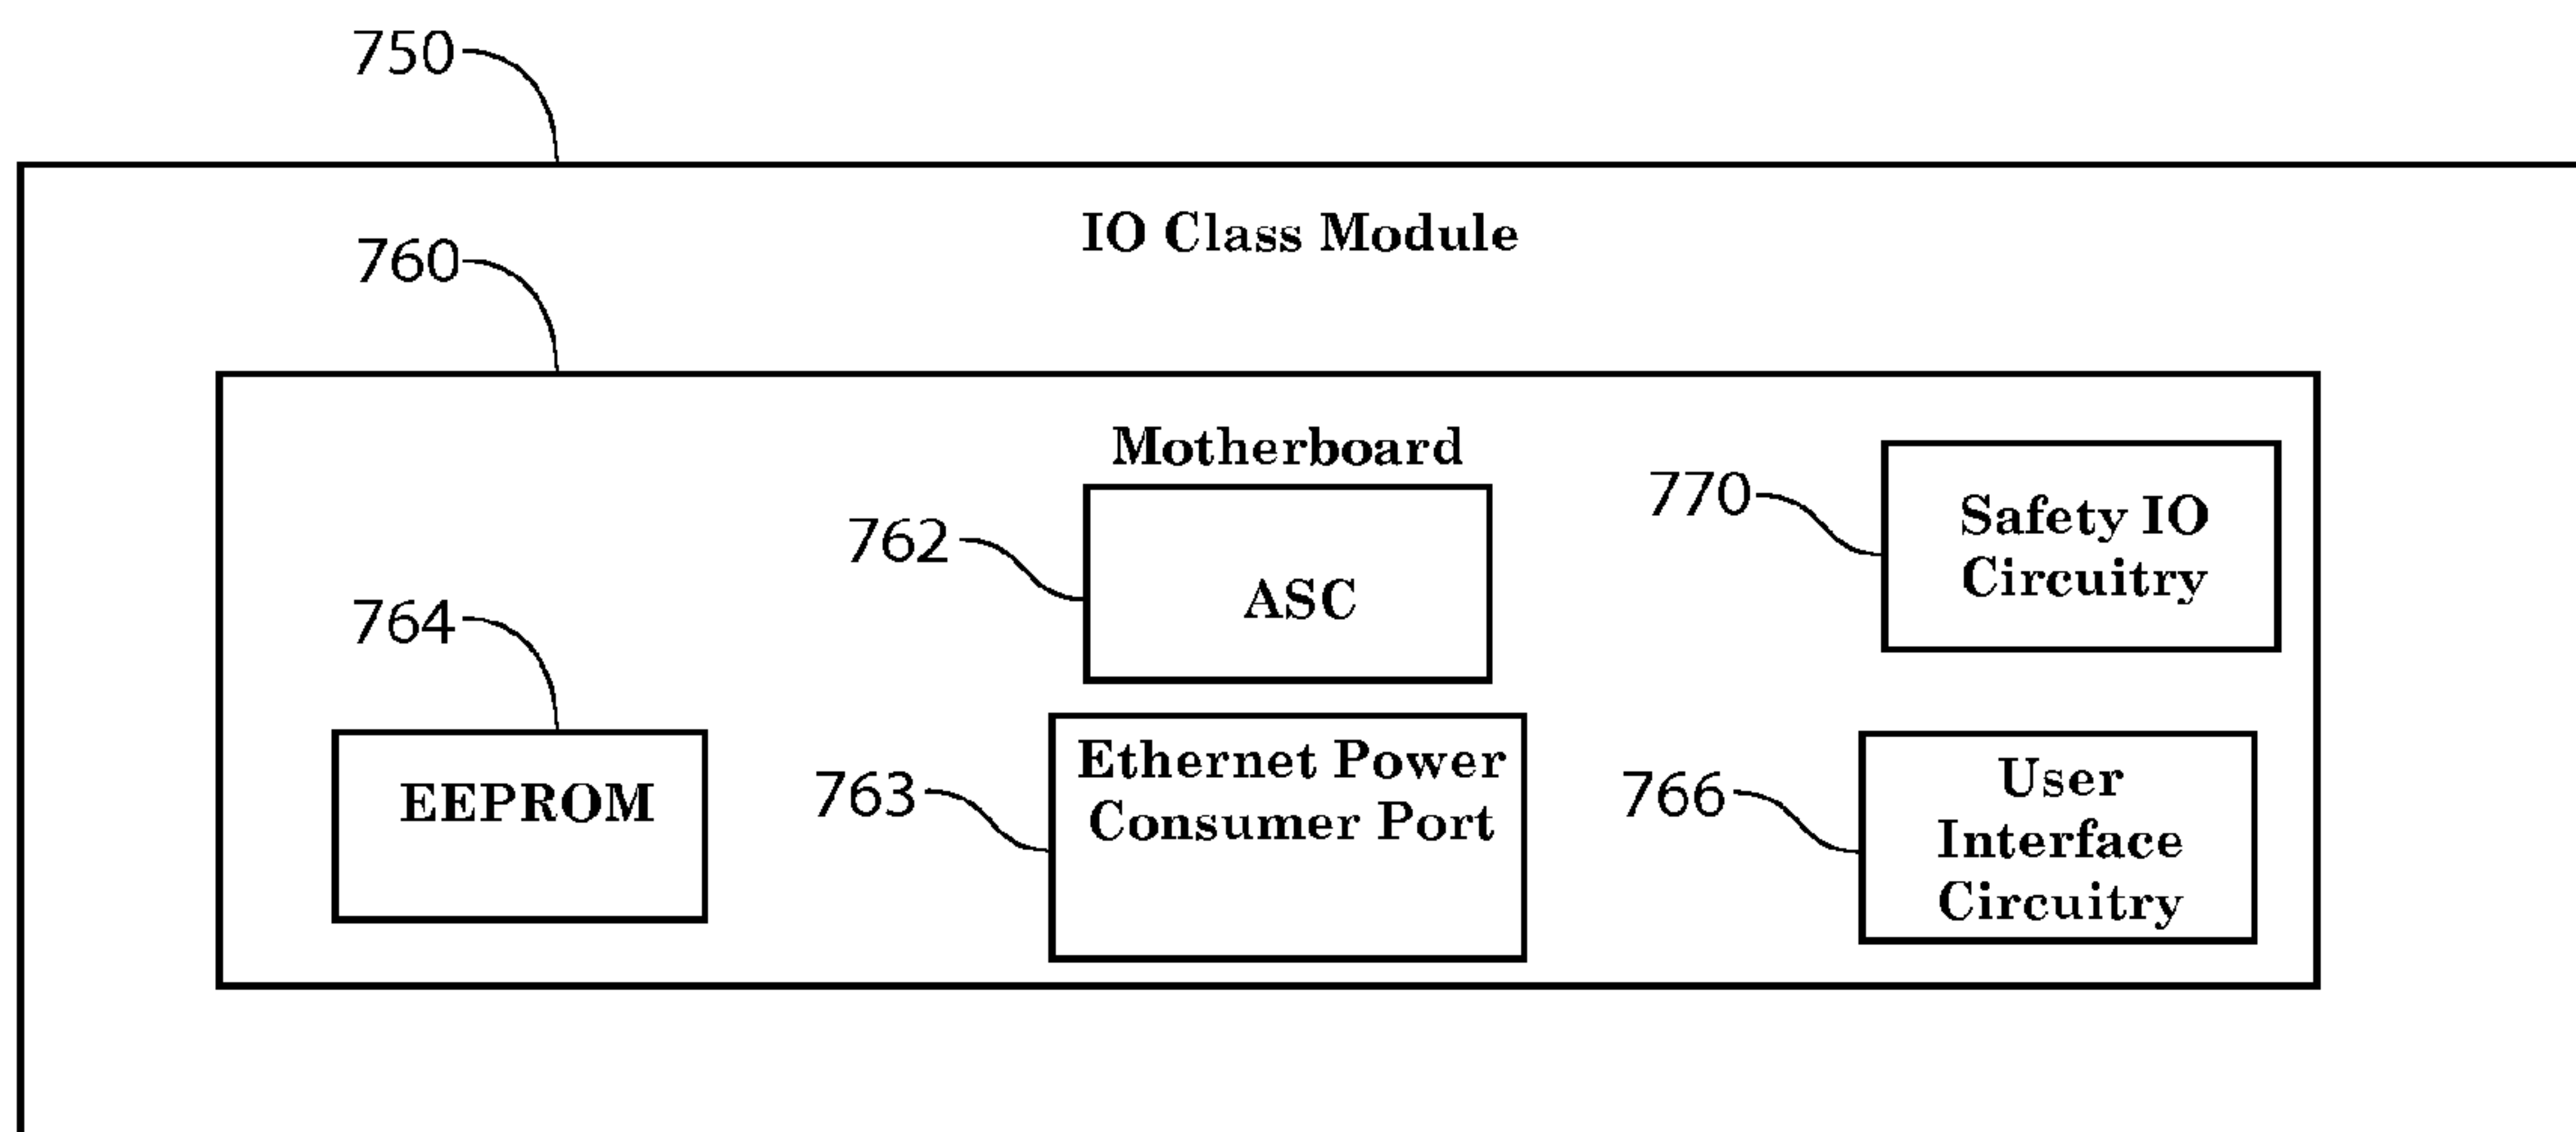 750
IO Class Module
760
Motherboard
770
Safety IO
Circuitry
762
ASC
764
EEPROM
763
Ethernet Power
Consumer Port
766
User
Interface
Circuitry